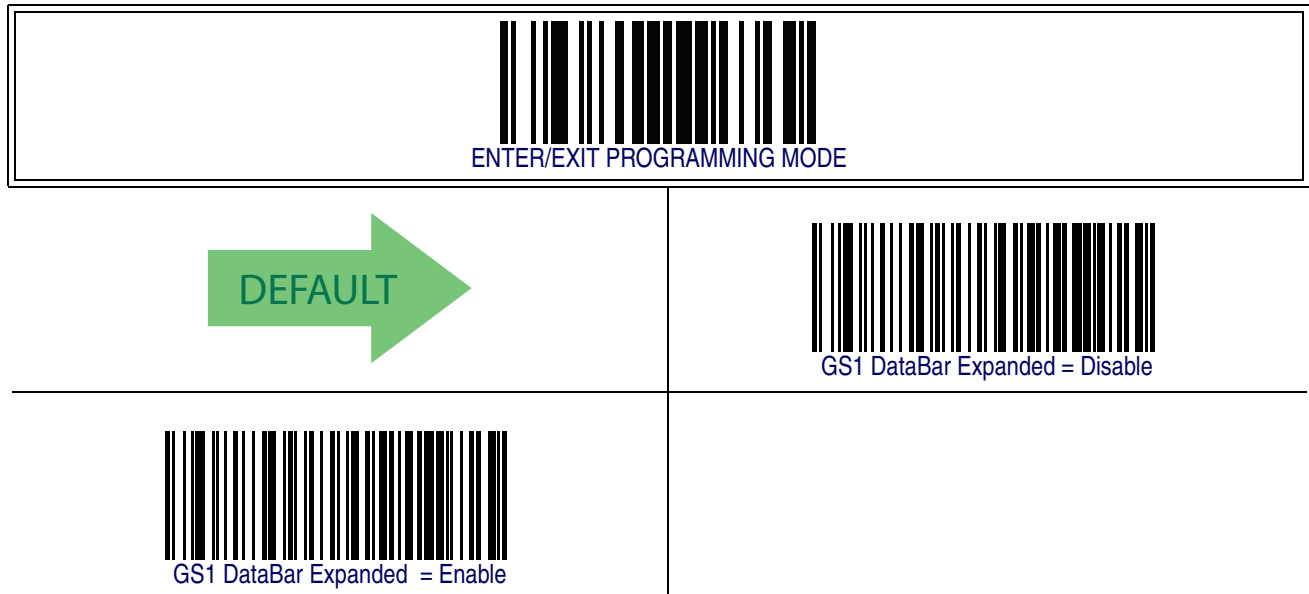 ENTER/EXIT PROGRAMMING MODE
DEFAULT
GS1 DataBar Expanded = Disable
GS1 DataBar Expanded  = Enable